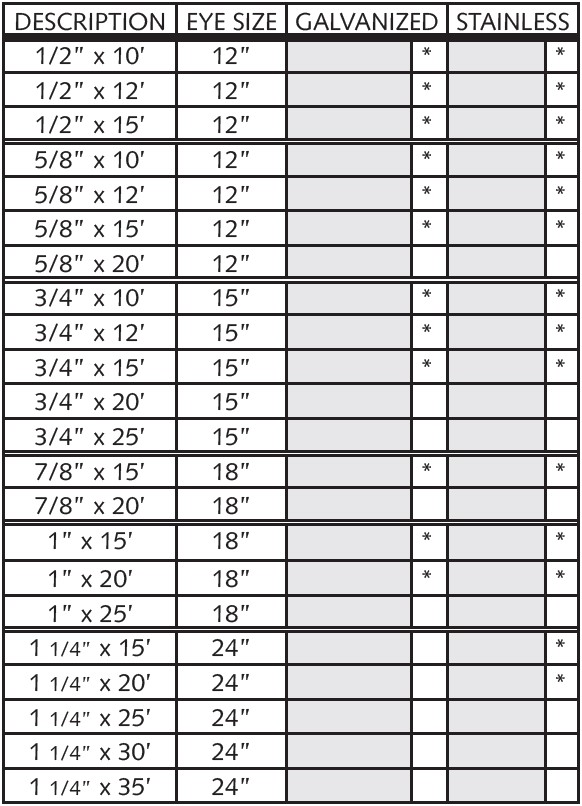 DESCRIPTION EYE SIZE GALVANIZED STAINLESS
1/2" x 10' 12" * *
1/2" x 12' 12" * *
1/2" x 15' 12" * *
5/8" x 10' 12" * *
5/8" x 12' 12" * *
5/8" x 15' 12" * *
5/8" x 20' 12"
3/4" x 10' 15" * *
3/4" x 12' 15" * *
3/4" x 15' 15" * *
3/4" x 20' 15"
3/4" x 25' 15"
7/8" x 15' 18" * *
7/8" x 20' 18"
1" x 15' 18" * *
1" x 20' 18" * *
1" x 25' 18"
1 1/4" x 15' 24" *
1 1/4" x 20' 24" *
1 1/4" x 25' 24"
1 1/4" x 30' 24"
1 1/4" x 35' 24"